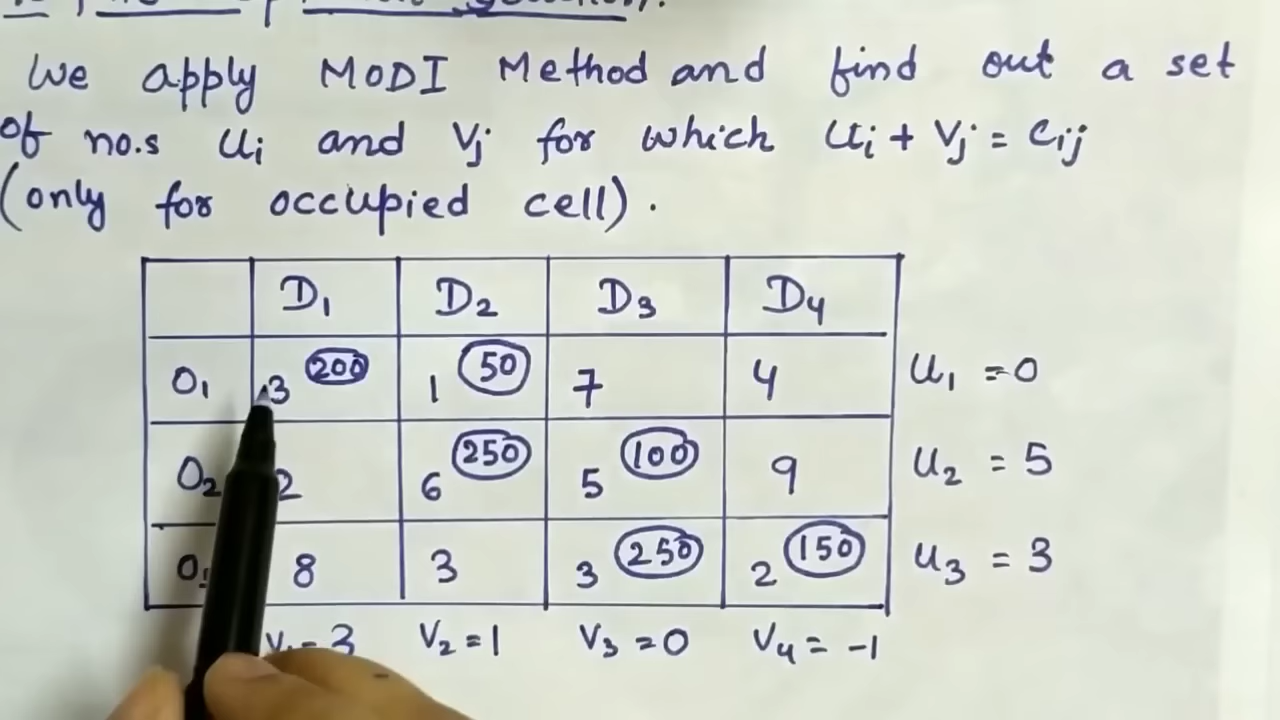 We apply MODI Method and find out a set
of no.s ui and vj for which ui + vj = cij
(only for occupied cell).
D1 D2 D3 D4
O1 3 200 1 50 7 4 u1 = 0
O2 2 6 250 5 100 9 u2 = 5
8 3 3 250 2 150 u3 = 3
= 3 v2 = 1 v3 = 0 v4 = -1